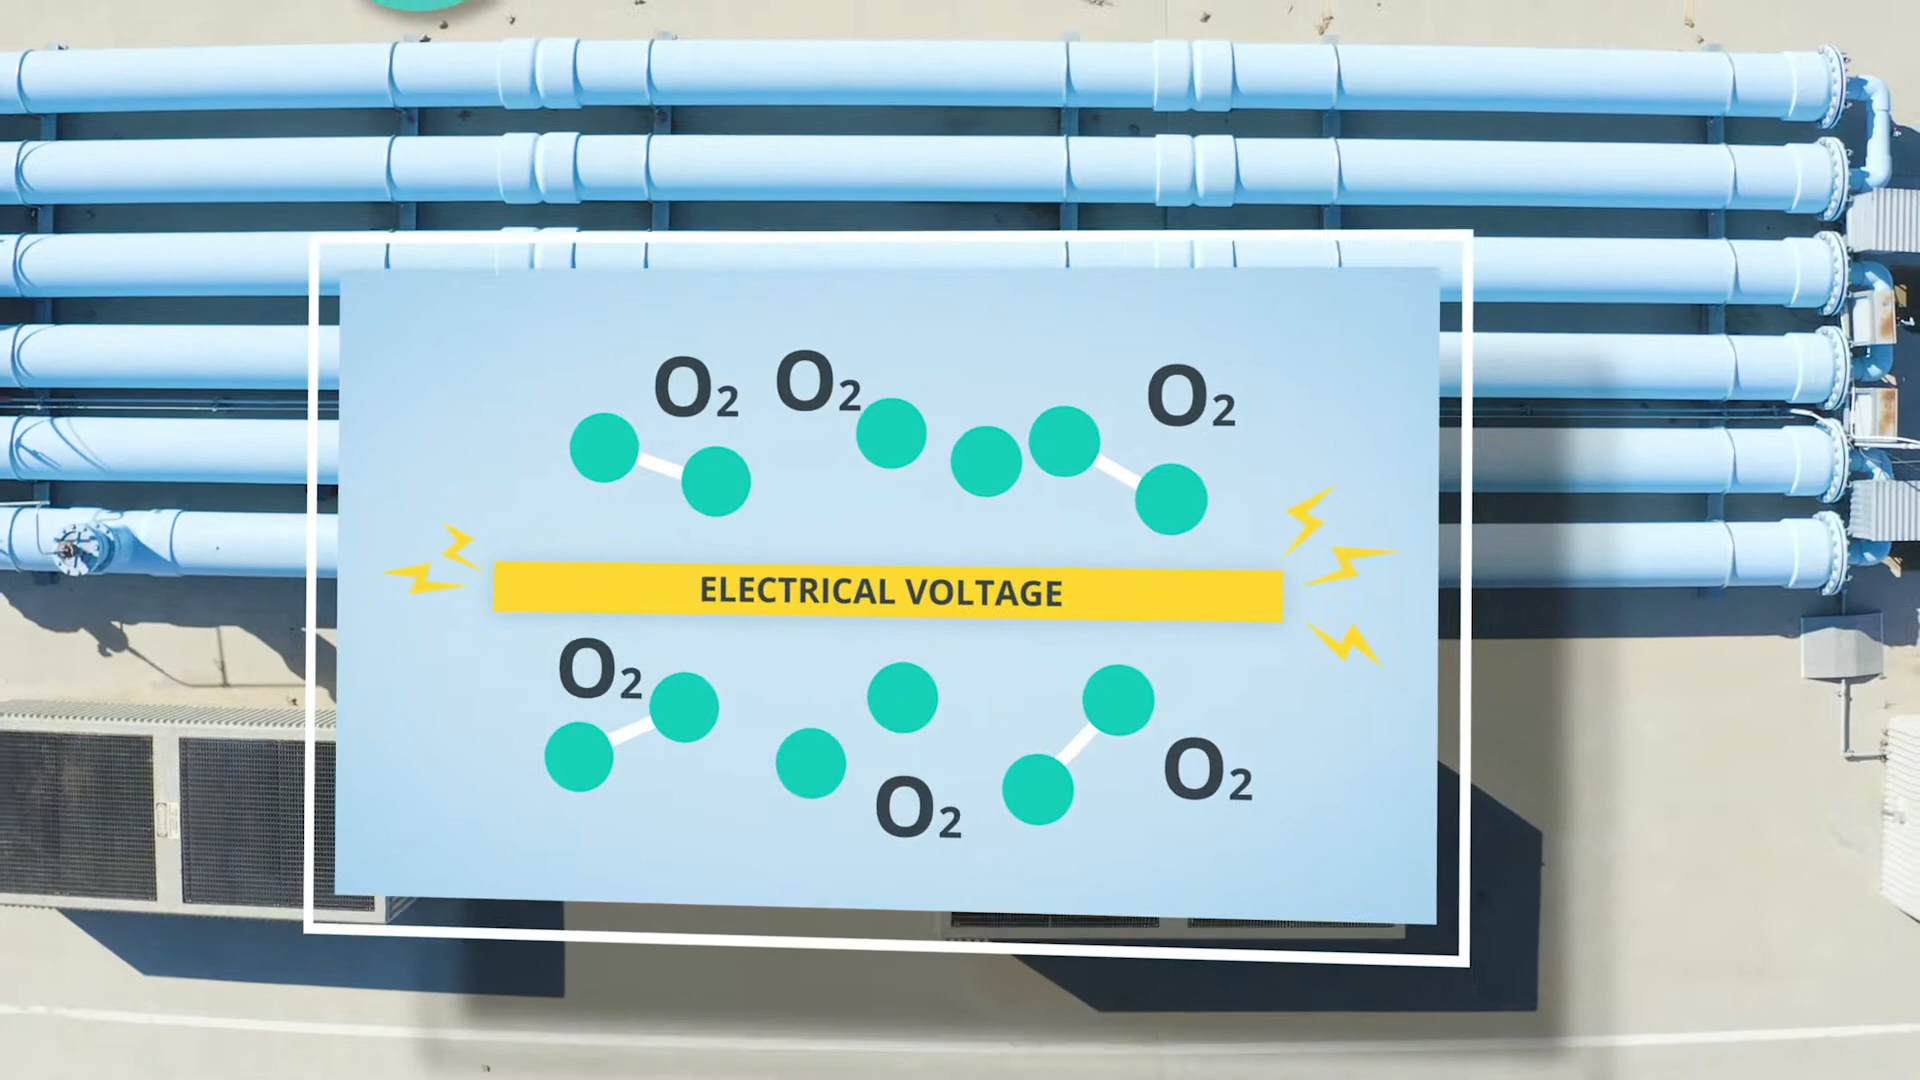 O₂ O₂ O₂
ELECTRICAL VOLTAGE
O₂
O₂
O₂